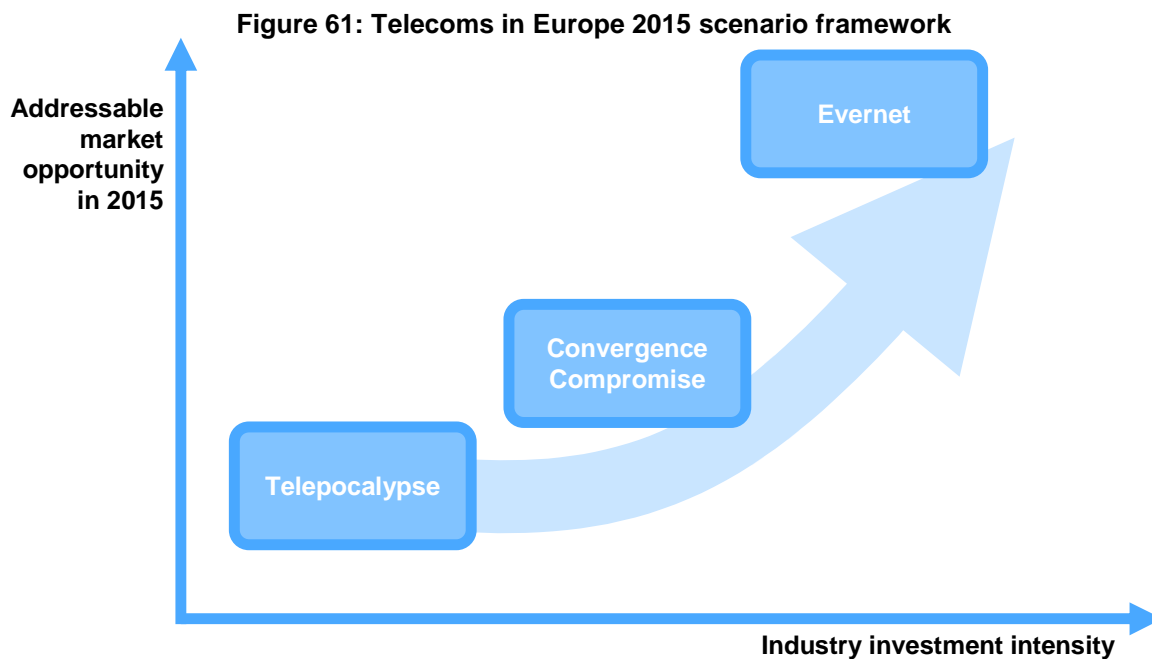 Figure 61: Telecoms in Europe 2015 scenario framework
Addressable
market
opportunity
in 2015
Evernet
Convergence
Compromise
Telepocalypse
Industry investment intensity